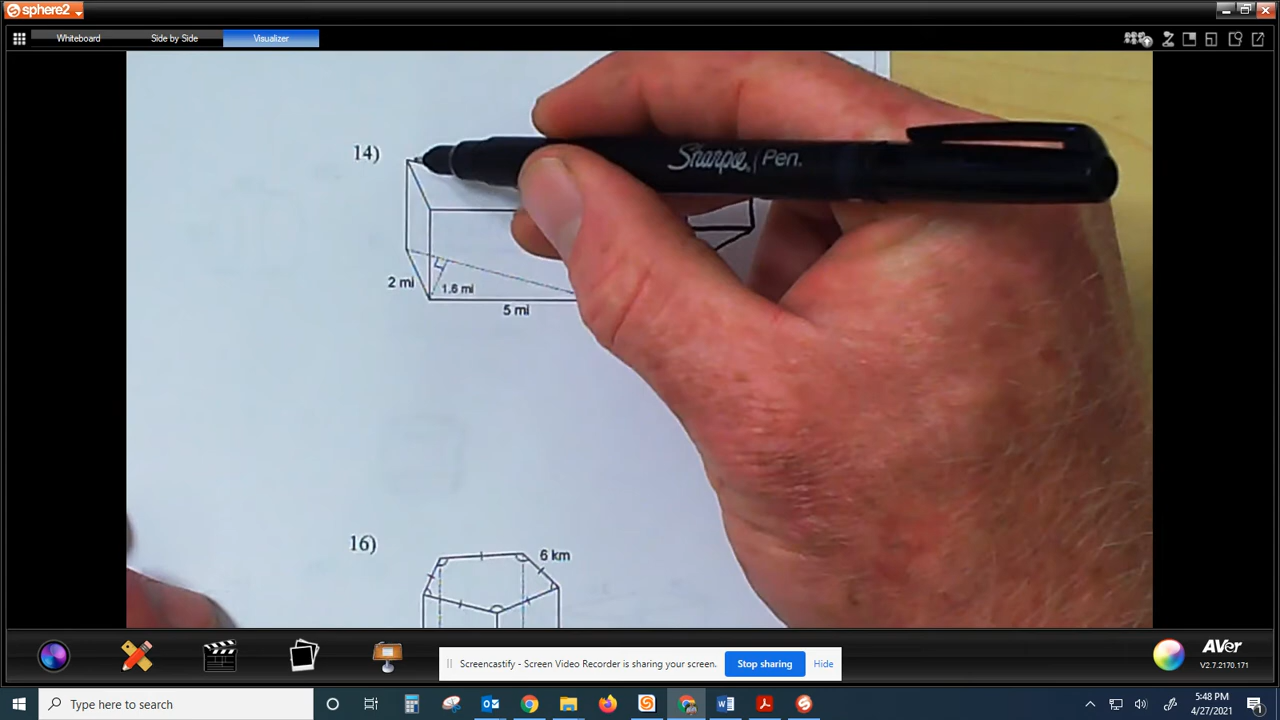 sphere2
Whiteboard
Side by Side
Visualizer
14)
Sharpie. Pen.
2 mi
1.6 mi
5 mi
16)
6 km
Screencastify - Screen Video Recorder is sharing your screen.
Stop sharing
Hide
AVer
V2.7.2170.171
Type here to search
5:48 PM
4/27/2021